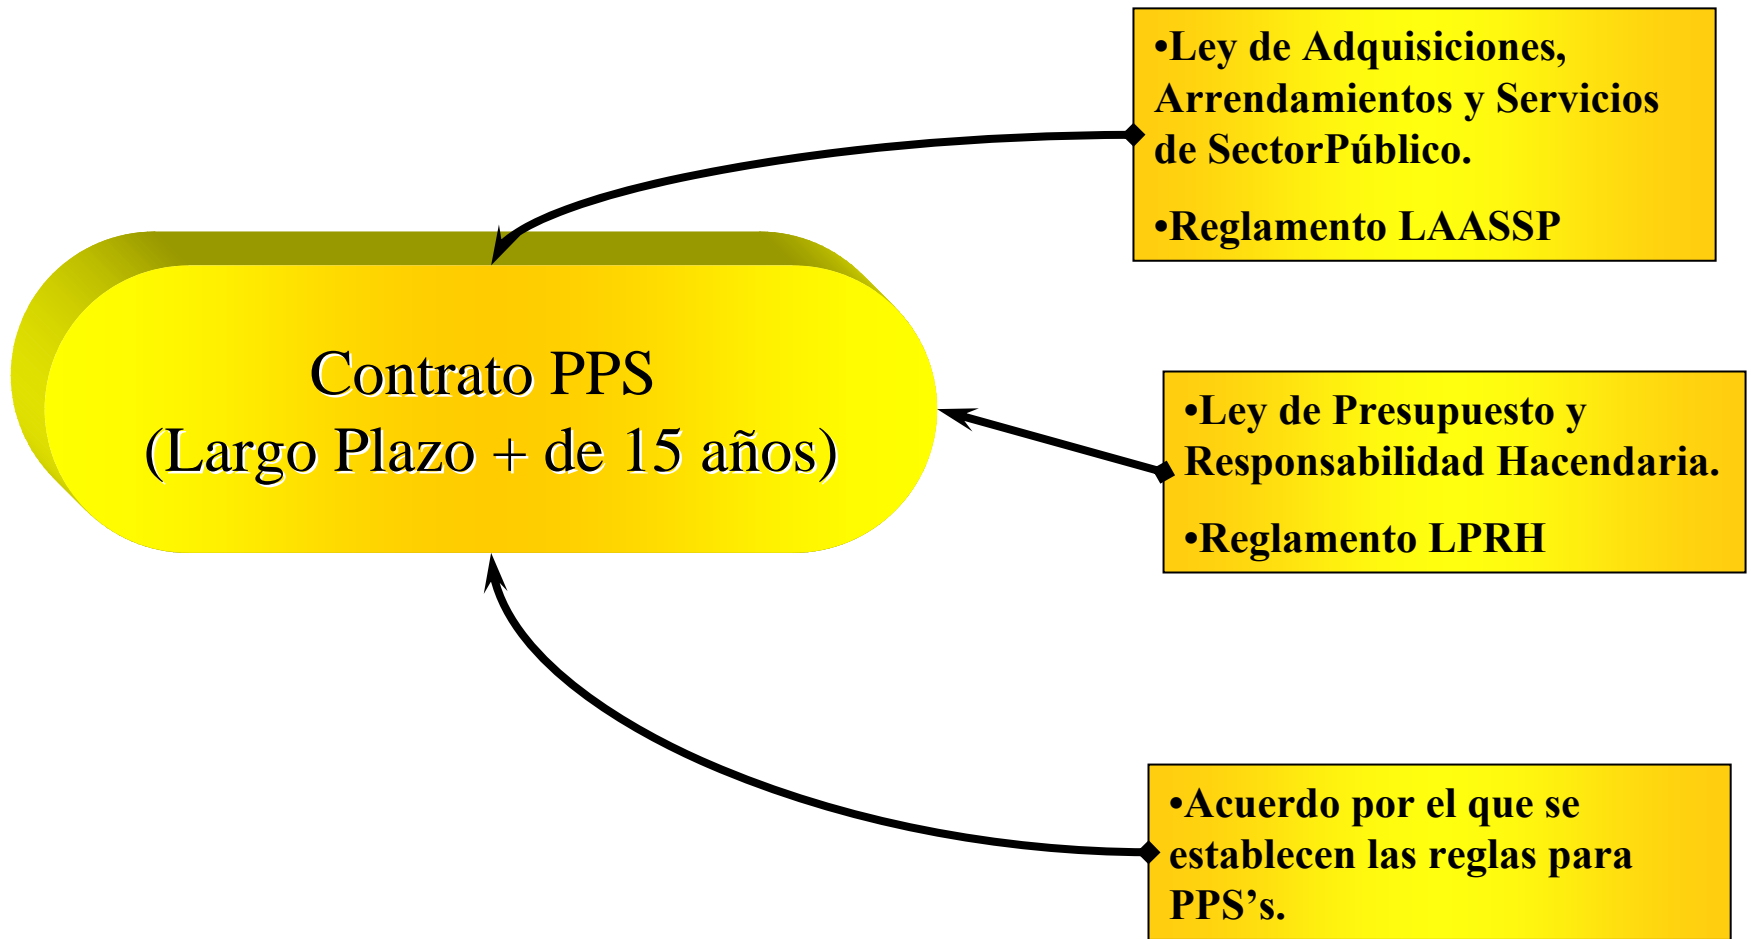 •Ley de Adquisiciones,
Arrendamientos y Servicios
de SectorPúblico.
•Reglamento LAASSP
Contrato PPS
(Largo Plazo + de 15 años)
•Ley de Presupuesto y
Responsabilidad Hacendaria.
•Reglamento LPRH
•Acuerdo por el que se
establecen las reglas para
PPS’s.